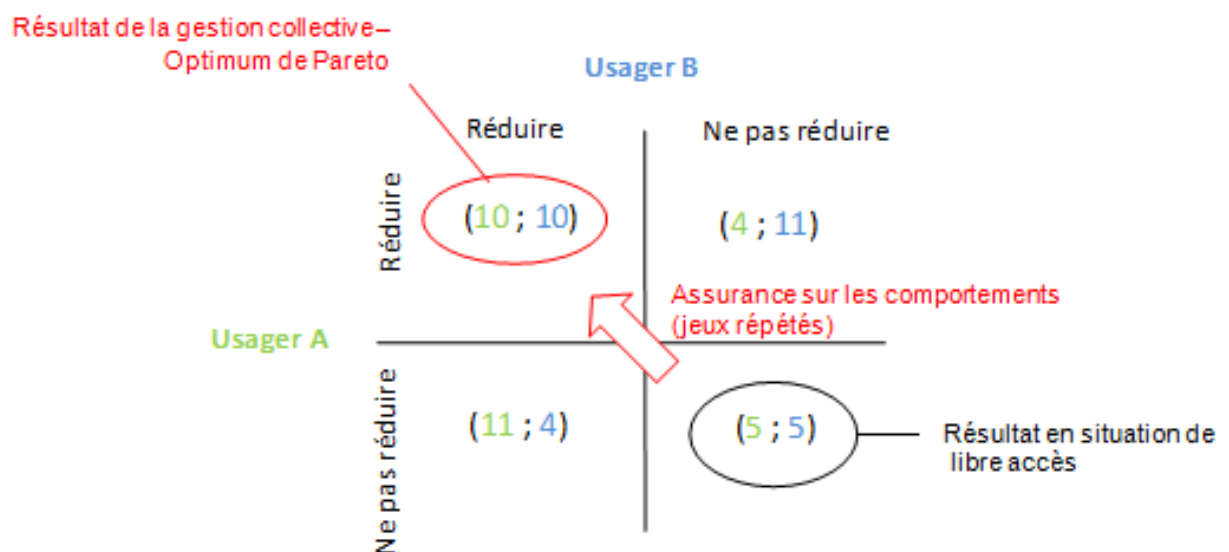 Résultat de la gestion collective–
Optimum de Pareto
Usager B
Réduire
Ne pas réduire
Réduire
(10 ; 10)
(4 ; 11)
Assurance sur les comportements
(jeux répétés)
Usager A
Ne pas réduire
(11 ; 4)
(5 ; 5)
Résultat en situation de
libre accès